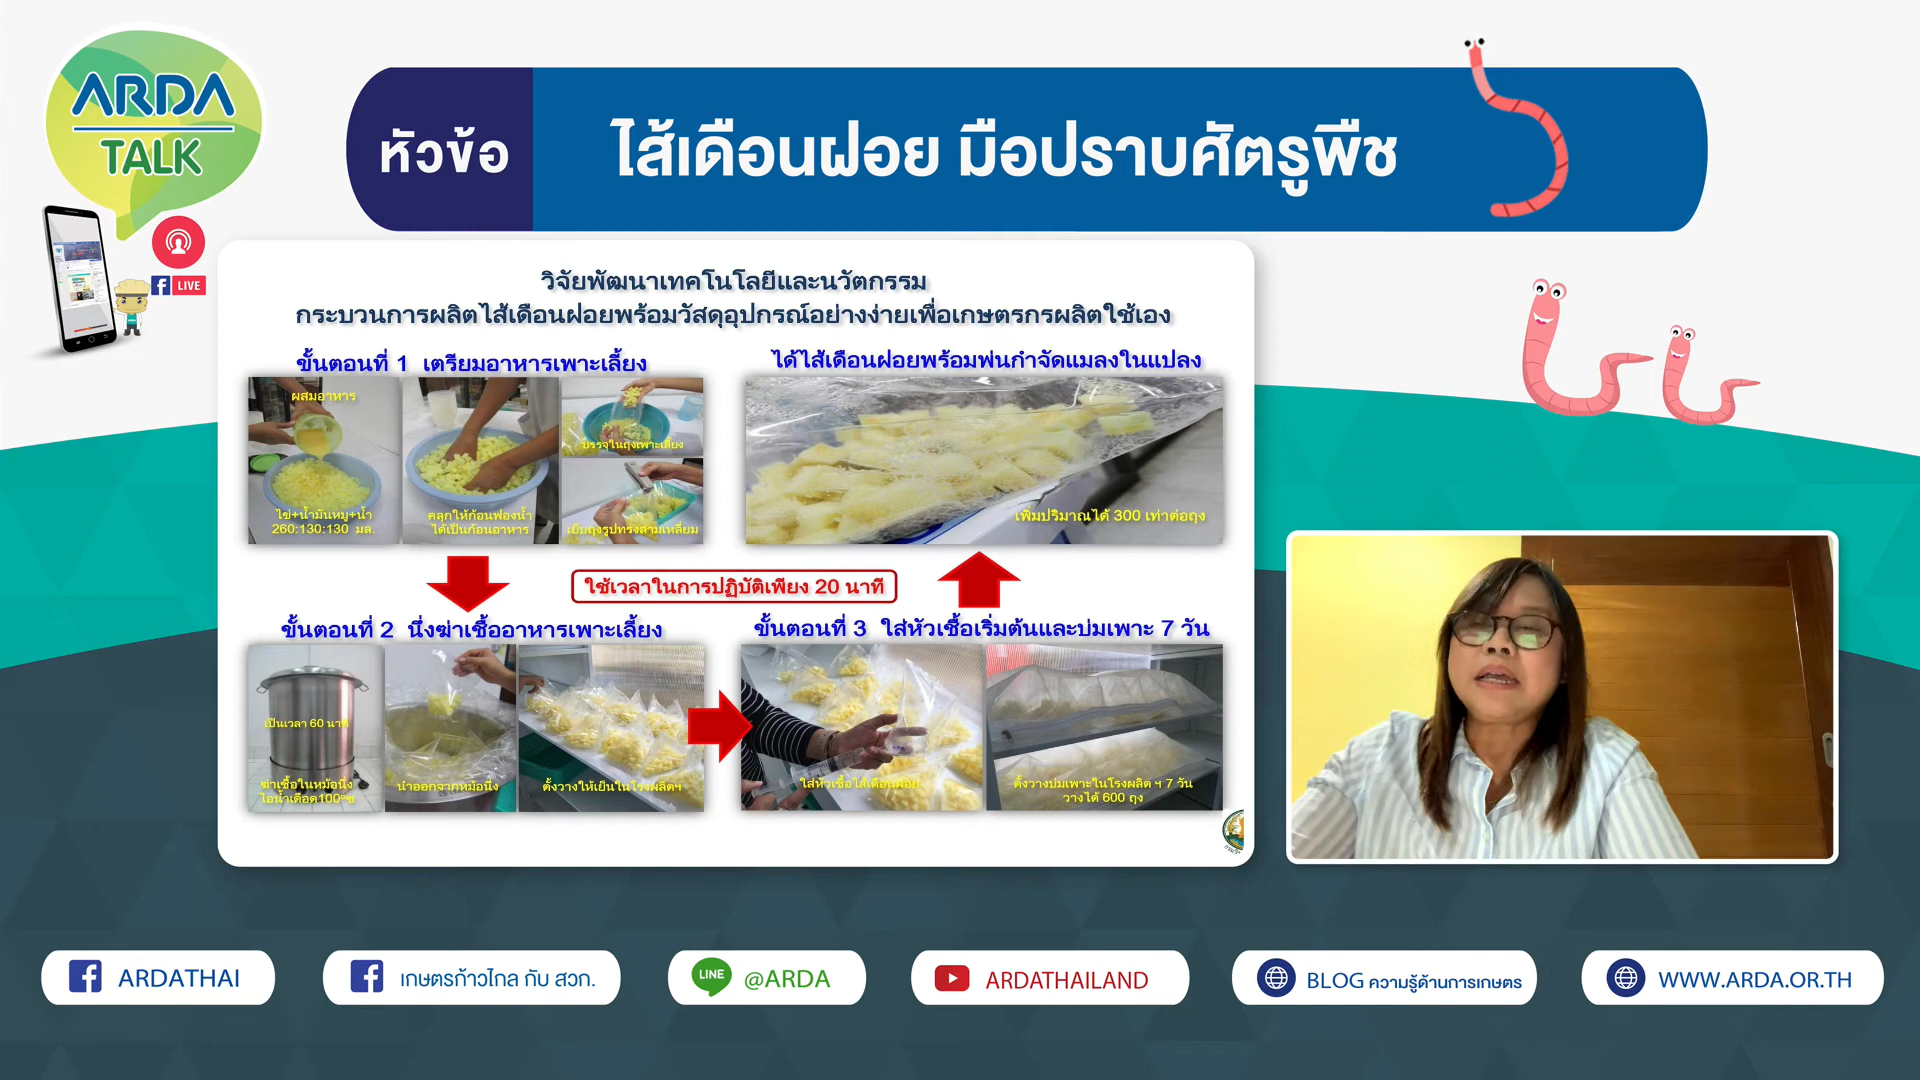 ARDA
TALK
LIVE
หัวข้อ
ไส้เดือนฝอย มือปราบศัตรูพืช
วิจัยพัฒนาเทคโนโลยีและนวัตกรรม
กระบวนการผลิตไส้เดือนฝอยพร้อมวัสดุอุปกรณ์อย่างง่ายเพื่อเกษตรกรผลิตใช้เอง
ขั้นตอนที่ 1 เตรียมอาหารเพาะเลี้ยง
ผสมอาหาร
ไข่+น้ำมันหมู+น้ำ
260:130:130 มล.
คลุกให้ก้อนฟองน้ำ
ได้เป็นก้อนอาหาร
บรรจุในถุงเพาะเลี้ยง
เย็บถุงรูปทรงสามเหลี่ยม
ได้ไส้เดือนฝอยพร้อมพ่นกำจัดแมลงในแปลง
เพิ่มปริมาณได้ 300 เท่าต่อถุง
ใช้เวลาในการปฏิบัติเพียง 20 นาที
ขั้นตอนที่ 2 นึ่งฆ่าเชื้ออาหารเพาะเลี้ยง
เป็นเวลา 60 นาที
ฆ่าเชื้อในหม้อนึ่ง
ไอน้ำเดือด100°ซ
นำออกจากหม้อนึ่ง
ตั้งวางให้เย็นในโรงผลิตฯ
ขั้นตอนที่ 3 ใส่หัวเชื้อเริ่มต้นและบ่มเพาะ 7 วัน
ใส่หัวเชื้อไส้เดือนฝอย
ตั้งวางบ่มเพาะในโรงผลิต ฯ 7 วัน
วางได้ 600 ถุง
ARDATHAI
เกษตรก้าวไกล กับ สวก.
LINE
@ARDA
ARDATHAILAND
BLOG ความรู้ด้านการเกษตร
WWW.ARDA.OR.TH